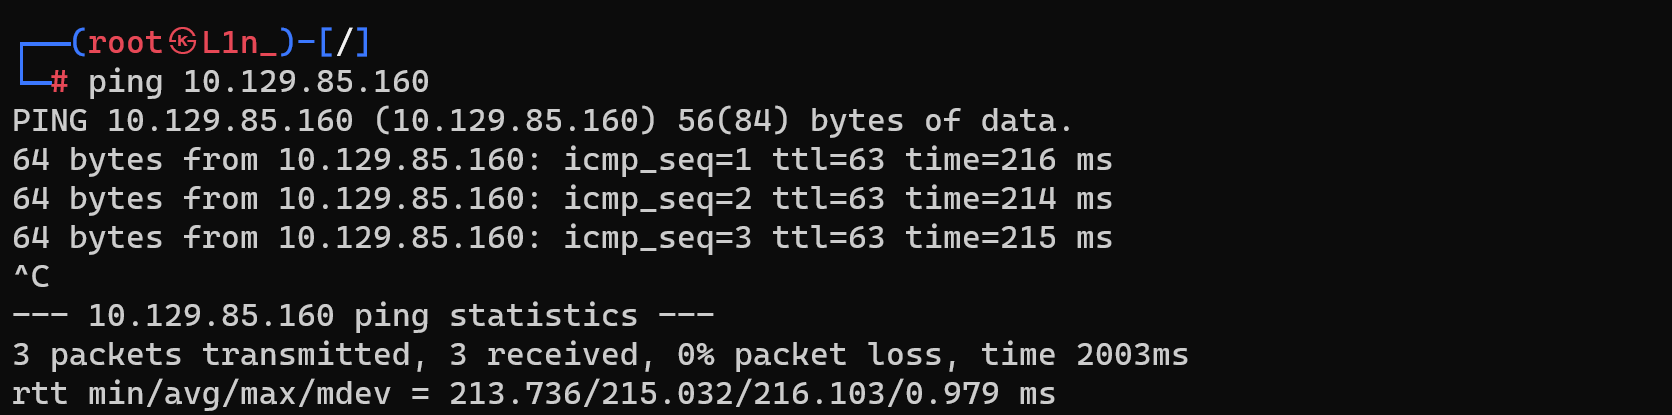 ┌──(root㉿L1n_)-[/]
└─# ping 10.129.85.160
PING 10.129.85.160 (10.129.85.160) 56(84) bytes of data.
64 bytes from 10.129.85.160: icmp_seq=1 ttl=63 time=216 ms
64 bytes from 10.129.85.160: icmp_seq=2 ttl=63 time=214 ms
64 bytes from 10.129.85.160: icmp_seq=3 ttl=63 time=215 ms
^C
--- 10.129.85.160 ping statistics ---
3 packets transmitted, 3 received, 0% packet loss, time 2003ms
rtt min/avg/max/mdev = 213.736/215.032/216.103/0.979 ms